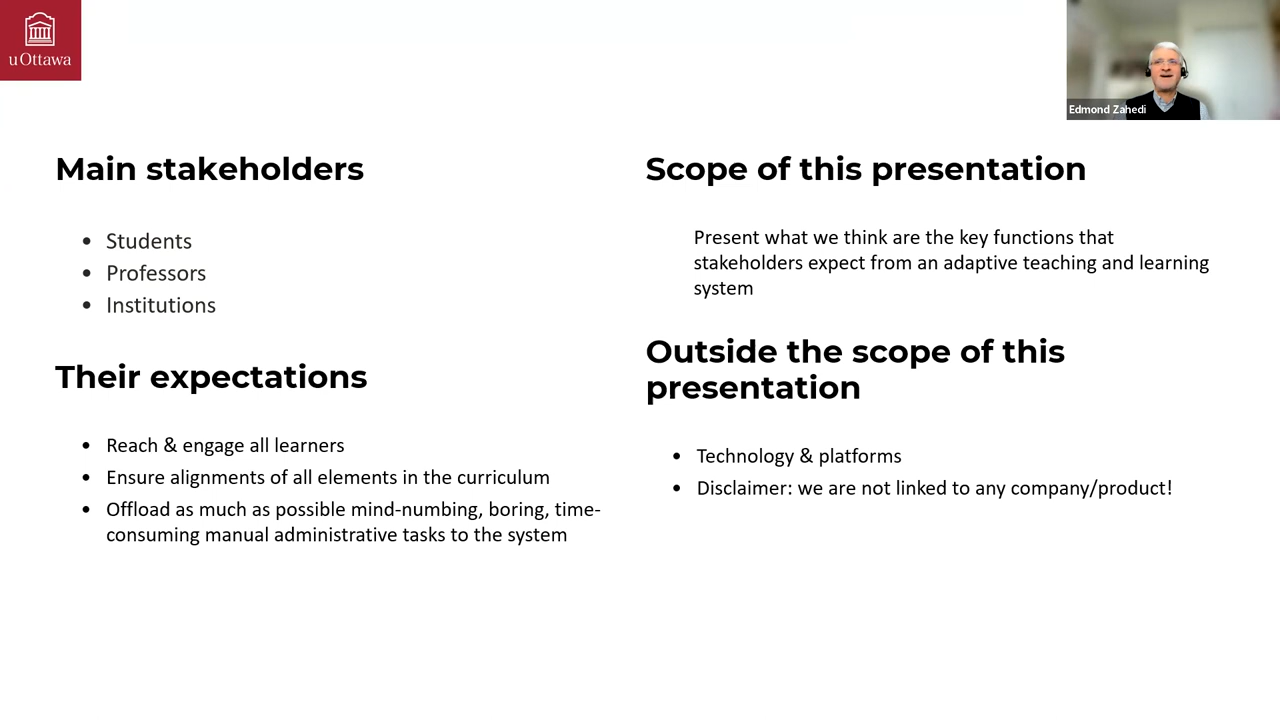 uOttawa
Edmond Zahedi
Main stakeholders
• Students
• Professors
• Institutions
Their expectations
• Reach & engage all learners
• Ensure alignments of all elements in the curriculum
• Offload as much as possible mind-numbing, boring, time-
consuming manual administrative tasks to the system
Scope of this presentation
Present what we think are the key functions that
stakeholders expect from an adaptive teaching and learning
system
Outside the scope of this
presentation
• Technology & platforms
• Disclaimer: we are not linked to any company/product!